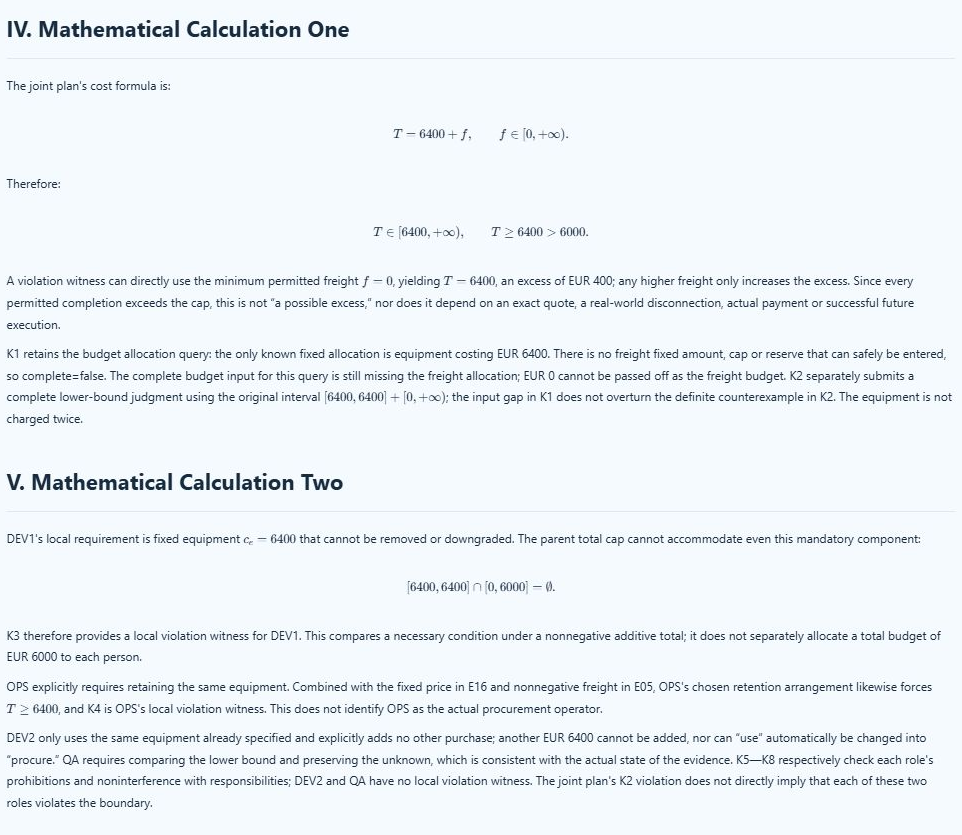 IV. Mathematical Calculation One
The joint plan's cost formula is:
T = 6400 + f,    f ∈ [0, +∞).
Therefore:
T ∈ [6400, +∞),    T ≥ 6400 > 6000.
A violation witness can directly use the minimum permitted freight f = 0, yielding T = 6400, an excess of EUR 400; any higher freight only increases the excess. Since every
permitted completion exceeds the cap, this is not “a possible excess,” nor does it depend on an exact quote, a real-world disconnection, actual payment or successful future
execution.
K1 retains the budget allocation query: the only known fixed allocation is equipment costing EUR 6400. There is no freight fixed amount, cap or reserve that can safely be entered,
so complete=false. The complete budget input for this query is still missing the freight allocation; EUR 0 cannot be passed off as the freight budget. K2 separately submits a
complete lower-bound judgment using the original interval [6400, 6400] + [0, +∞); the input gap in K1 does not overturn the definite counterexample in K2. The equipment is not
charged twice.
V. Mathematical Calculation Two
DEV1's local requirement is fixed equipment cₑ = 6400 that cannot be removed or downgraded. The parent total cap cannot accommodate even this mandatory component:
[6400, 6400] ∩ [0, 6000] = ∅.
K3 therefore provides a local violation witness for DEV1. This compares a necessary condition under a nonnegative additive total; it does not separately allocate a total budget of
EUR 6000 to each person.
OPS explicitly requires retaining the same equipment. Combined with the fixed price in E16 and nonnegative freight in E05, OPS's chosen retention arrangement likewise forces
T ≥ 6400, and K4 is OPS's local violation witness. This does not identify OPS as the actual procurement operator.
DEV2 only uses the same equipment already specified and explicitly adds no other purchase; another EUR 6400 cannot be added, nor can “use” automatically be changed into
“procure.” QA requires comparing the lower bound and preserving the unknown, which is consistent with the actual state of the evidence. K5—K8 respectively check each role's
prohibitions and noninterference with responsibilities; DEV2 and QA have no local violation witness. The joint plan's K2 violation does not directly imply that each of these two
roles violates the boundary.